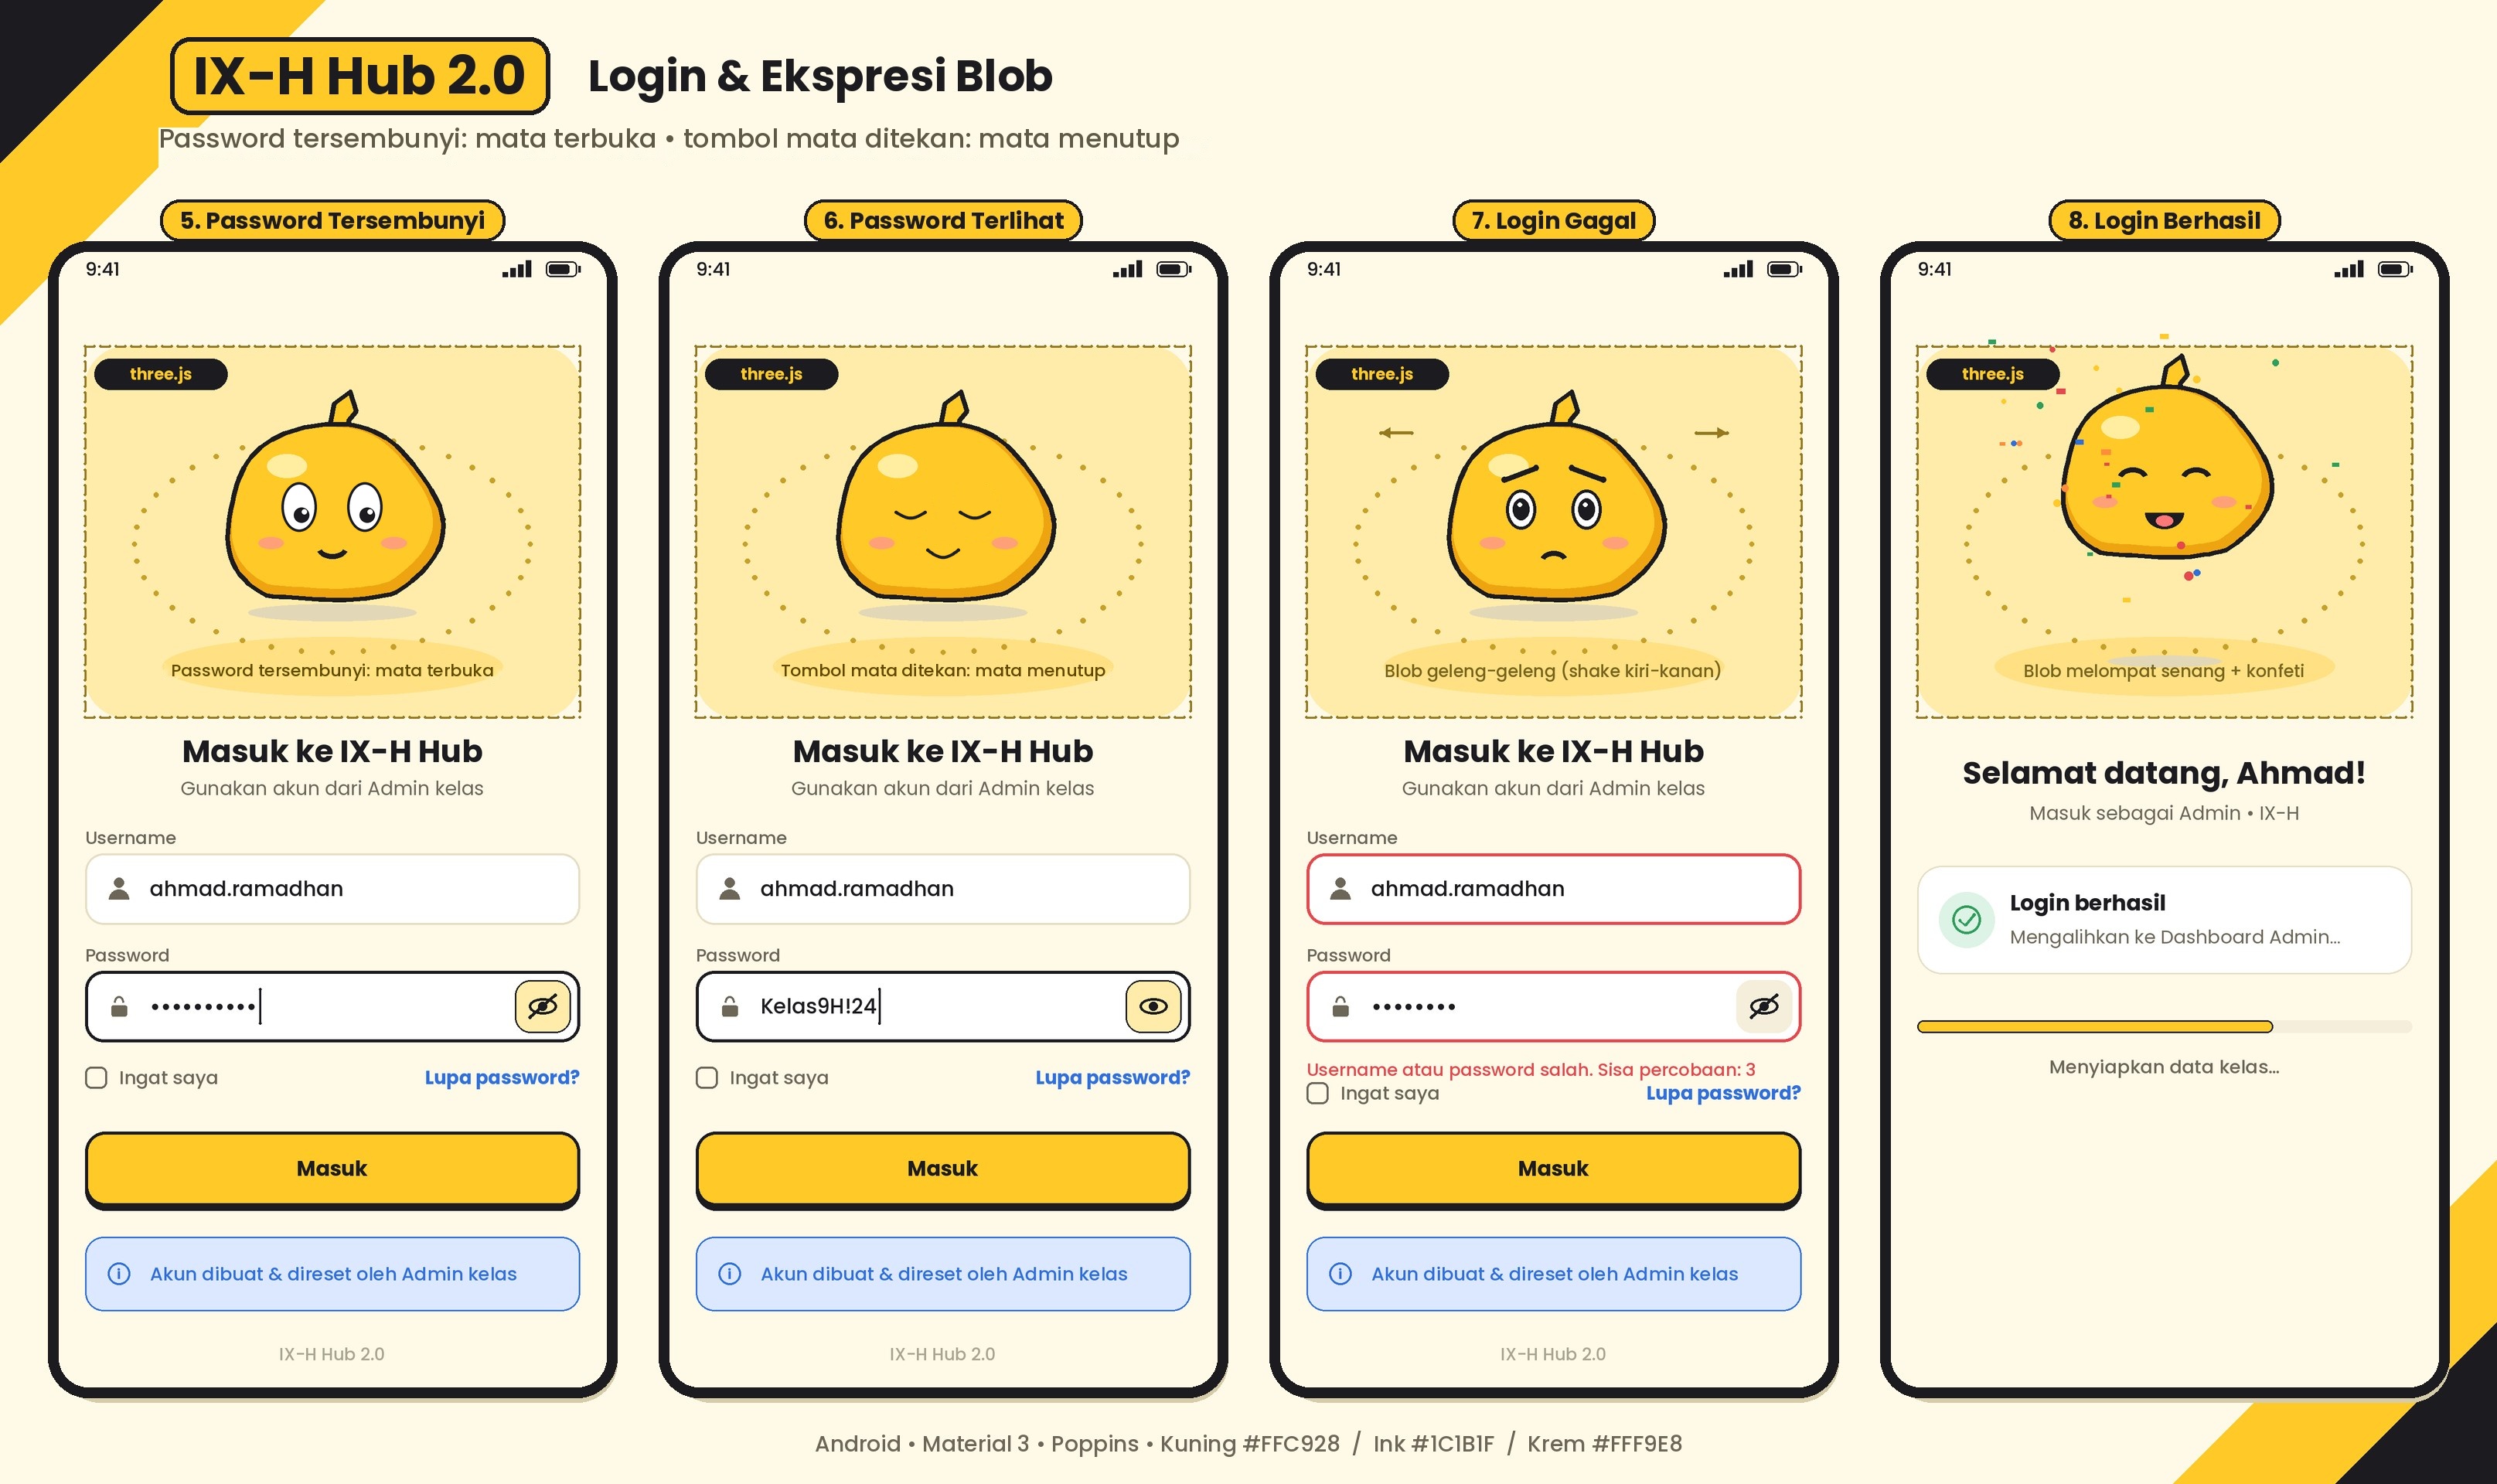 IX-H Hub 2.0
Login & Ekspresi Blob
Password tersembunyi: mata terbuka • tombol mata ditekan: mata menutup
5. Password Tersembunyi
9:41
three.js
Password tersembunyi: mata terbuka
Masuk ke IX-H Hub
Gunakan akun dari Admin kelas
Username
ahmad.ramadhan
Password
••••••••••
Ingat saya
Lupa password?
Masuk
Akun dibuat & direset oleh Admin kelas
IX-H Hub 2.0
6. Password Terlihat
9:41
three.js
Tombol mata ditekan: mata menutup
Masuk ke IX-H Hub
Gunakan akun dari Admin kelas
Username
ahmad.ramadhan
Password
Kelas9H!24
Ingat saya
Lupa password?
Masuk
Akun dibuat & direset oleh Admin kelas
IX-H Hub 2.0
7. Login Gagal
9:41
three.js
Blob geleng-geleng (shake kiri-kanan)
Masuk ke IX-H Hub
Gunakan akun dari Admin kelas
Username
ahmad.ramadhan
Password
••••••••
Username atau password salah. Sisa percobaan: 3
Ingat saya
Lupa password?
Masuk
Akun dibuat & direset oleh Admin kelas
IX-H Hub 2.0
8. Login Berhasil
9:41
three.js
Blob melompat senang + konfeti
Selamat datang, Ahmad!
Masuk sebagai Admin • IX-H
Login berhasil
Mengalihkan ke Dashboard Admin...
Menyiapkan data kelas...
Android • Material 3 • Poppins • Kuning #FFC928 / Ink #1C1B1F / Krem #FFF9E8